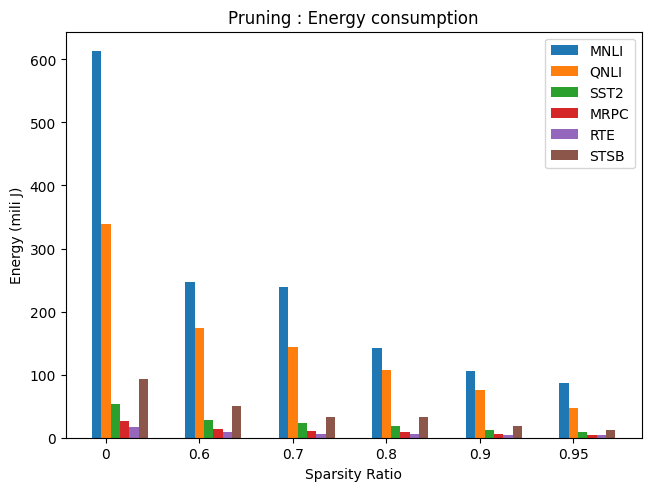 Pruning : Energy consumption
MNLI
QNLI
SST2
MRPC
RTE
STSB
600
500
400
300
200
100
0
Energy (mili J)
0 0.6 0.7 0.8 0.9 0.95
Sparsity Ratio